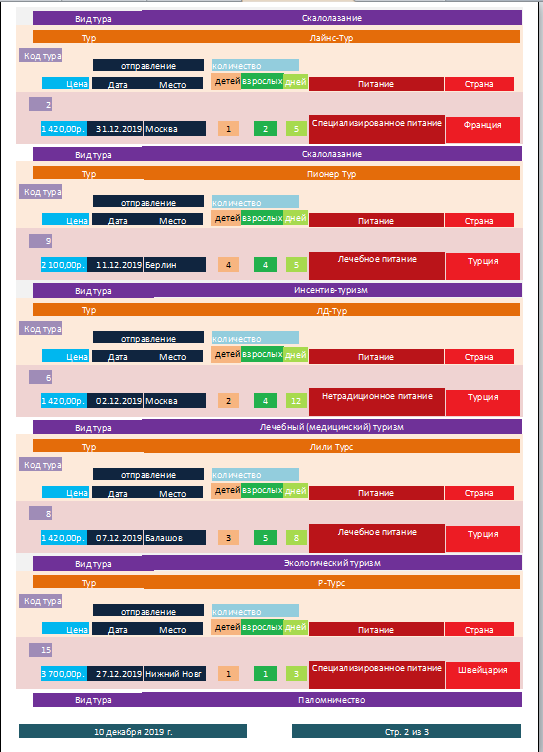 Вид тура Скалолазание
Тур Лайнс-Тур
Код тура
отправление количество
Цена Дата Место детей взрослых дней Питание Страна
2
1 420,00р. 31.12.2019 Москва 1 2 5 Специализированное питание Франция
Вид тура Скалолазание
Тур Пионер Тур
Код тура
отправление количество
Цена Дата Место детей взрослых дней Питание Страна
9
2 100,00р. 11.12.2019 Берлин 4 4 5 Лечебное питание Турция
Вид тура Инсентив-туризм
Тур ЛД-Тур
Код тура
отправление количество
Цена Дата Место детей взрослых дней Питание Страна
6
1 420,00р. 02.12.2019 Москва 2 4 12 Нетрадиционное питание Турция
Вид тура Лечебный (медицинский) туризм
Тур Лили Турс
Код тура
отправление количество
Цена Дата Место детей взрослых дней Питание Страна
8
1 420,00р. 07.12.2019 Балашов 3 5 8 Лечебное питание Турция
Вид тура Экологический туризм
Тур Р-Турс
Код тура
отправление количество
Цена Дата Место детей взрослых дней Питание Страна
15
3 700,00р. 27.12.2019 Нижний Новг 1 1 3 Специализированное питание Швейцария
Вид тура Паломничество
10 декабря 2019 г. Стр. 2 из 3